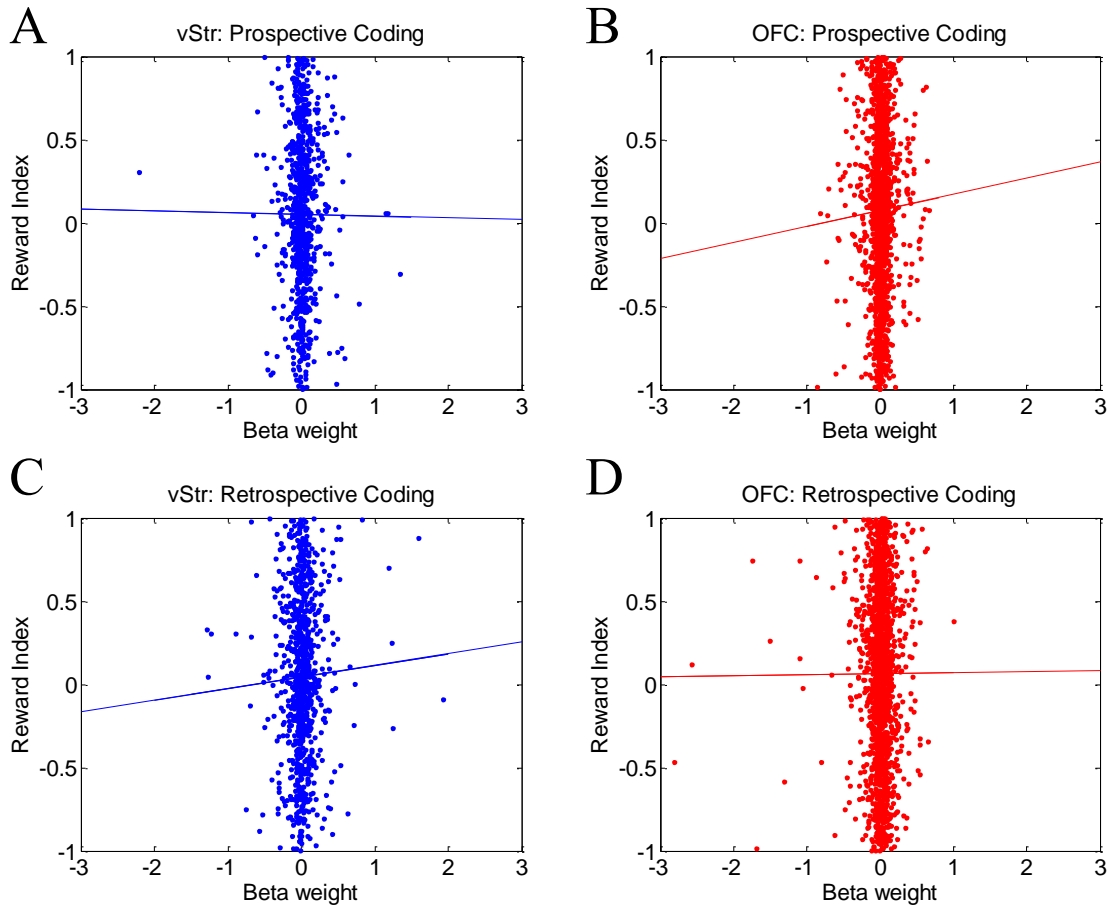 A
vStr: Prospective Coding
1
0.5
0
-0.5
-1
Reward Index
-3 -2 -1 0 1 2 3
Beta weight
B
OFC: Prospective Coding
1
0.5
0
-0.5
-1
Reward Index
-3 -2 -1 0 1 2 3
Beta weight
C
vStr: Retrospective Coding
1
0.5
0
-0.5
-1
Reward Index
-3 -2 -1 0 1 2 3
Beta weight
D
OFC: Retrospective Coding
1
0.5
0
-0.5
-1
Reward Index
-3 -2 -1 0 1 2 3
Beta weight